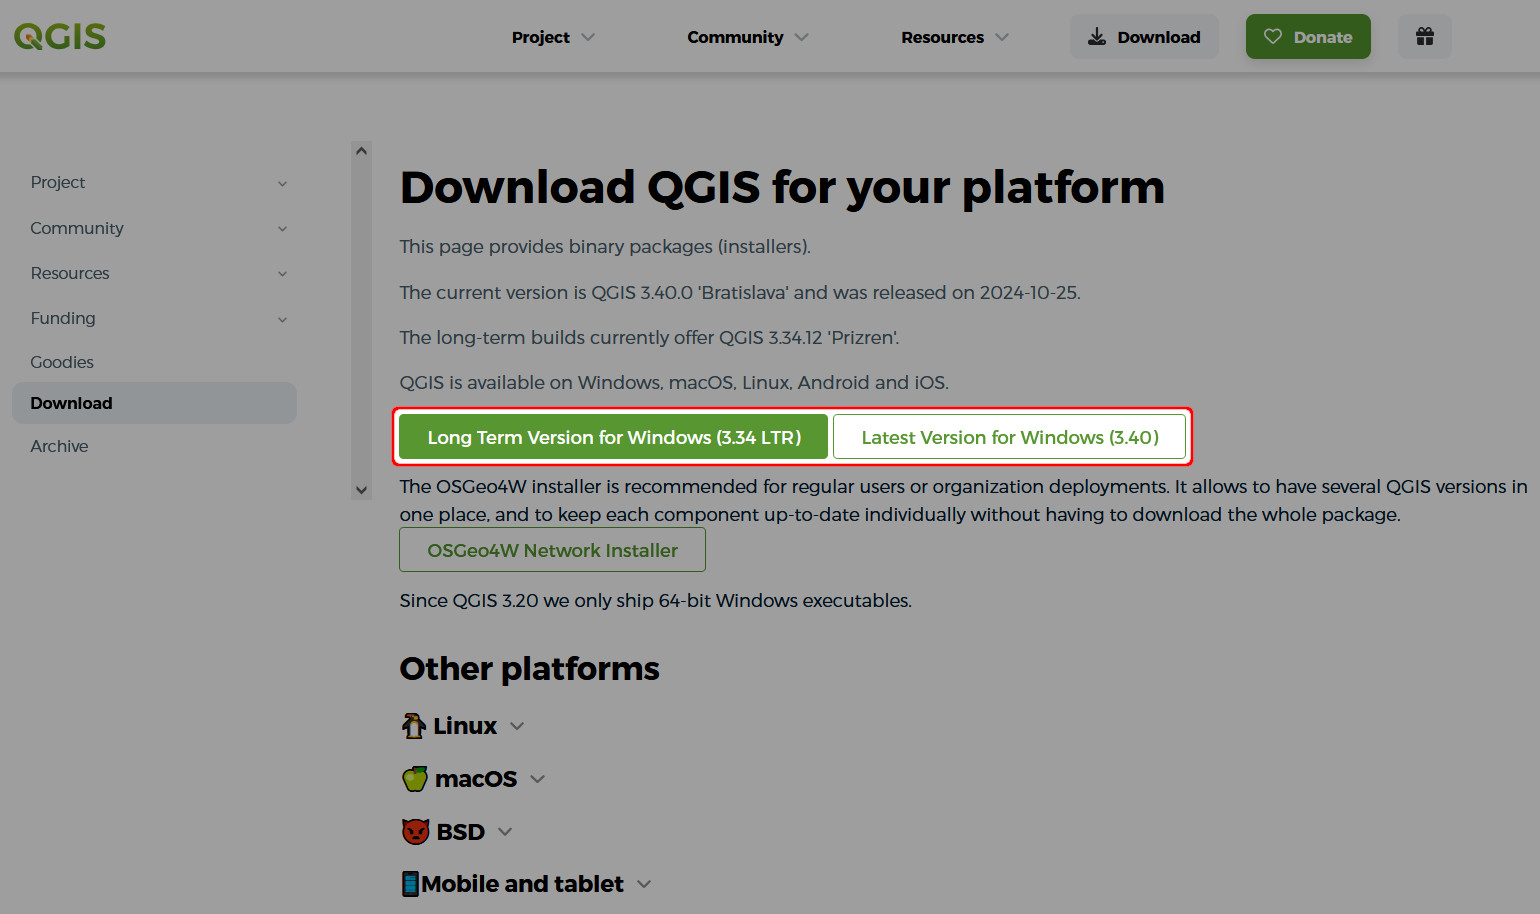 QGIS
Project
Community
Resources
Download
Donate
Project
Community
Resources
Funding
Goodies
Download
Archive
Download QGIS for your platform
This page provides binary packages (installers).
The current version is QGIS 3.40.0 'Bratislava' and was released on 2024-10-25.
The long-term builds currently offer QGIS 3.34.12 'Prizren'.
QGIS is available on Windows, macOS, Linux, Android and iOS.
Long Term Version for Windows (3.34 LTR)
Latest Version for Windows (3.40)
The OSGeo4W installer is recommended for regular users or organization deployments. It allows to have several QGIS versions in
one place, and to keep each component up-to-date individually without having to download the whole package.
OSGeo4W Network Installer
Since QGIS 3.20 we only ship 64-bit Windows executables.
Other platforms
Linux
macOS
BSD
Mobile and tablet